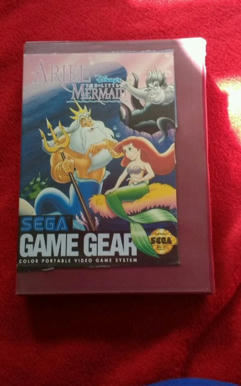 ARIEL
Disney's
THE LITTLE
MERMAID
SEGA
GAME GEAR
COLOR PORTABLE VIDEO GAME SYSTEM
SEGA